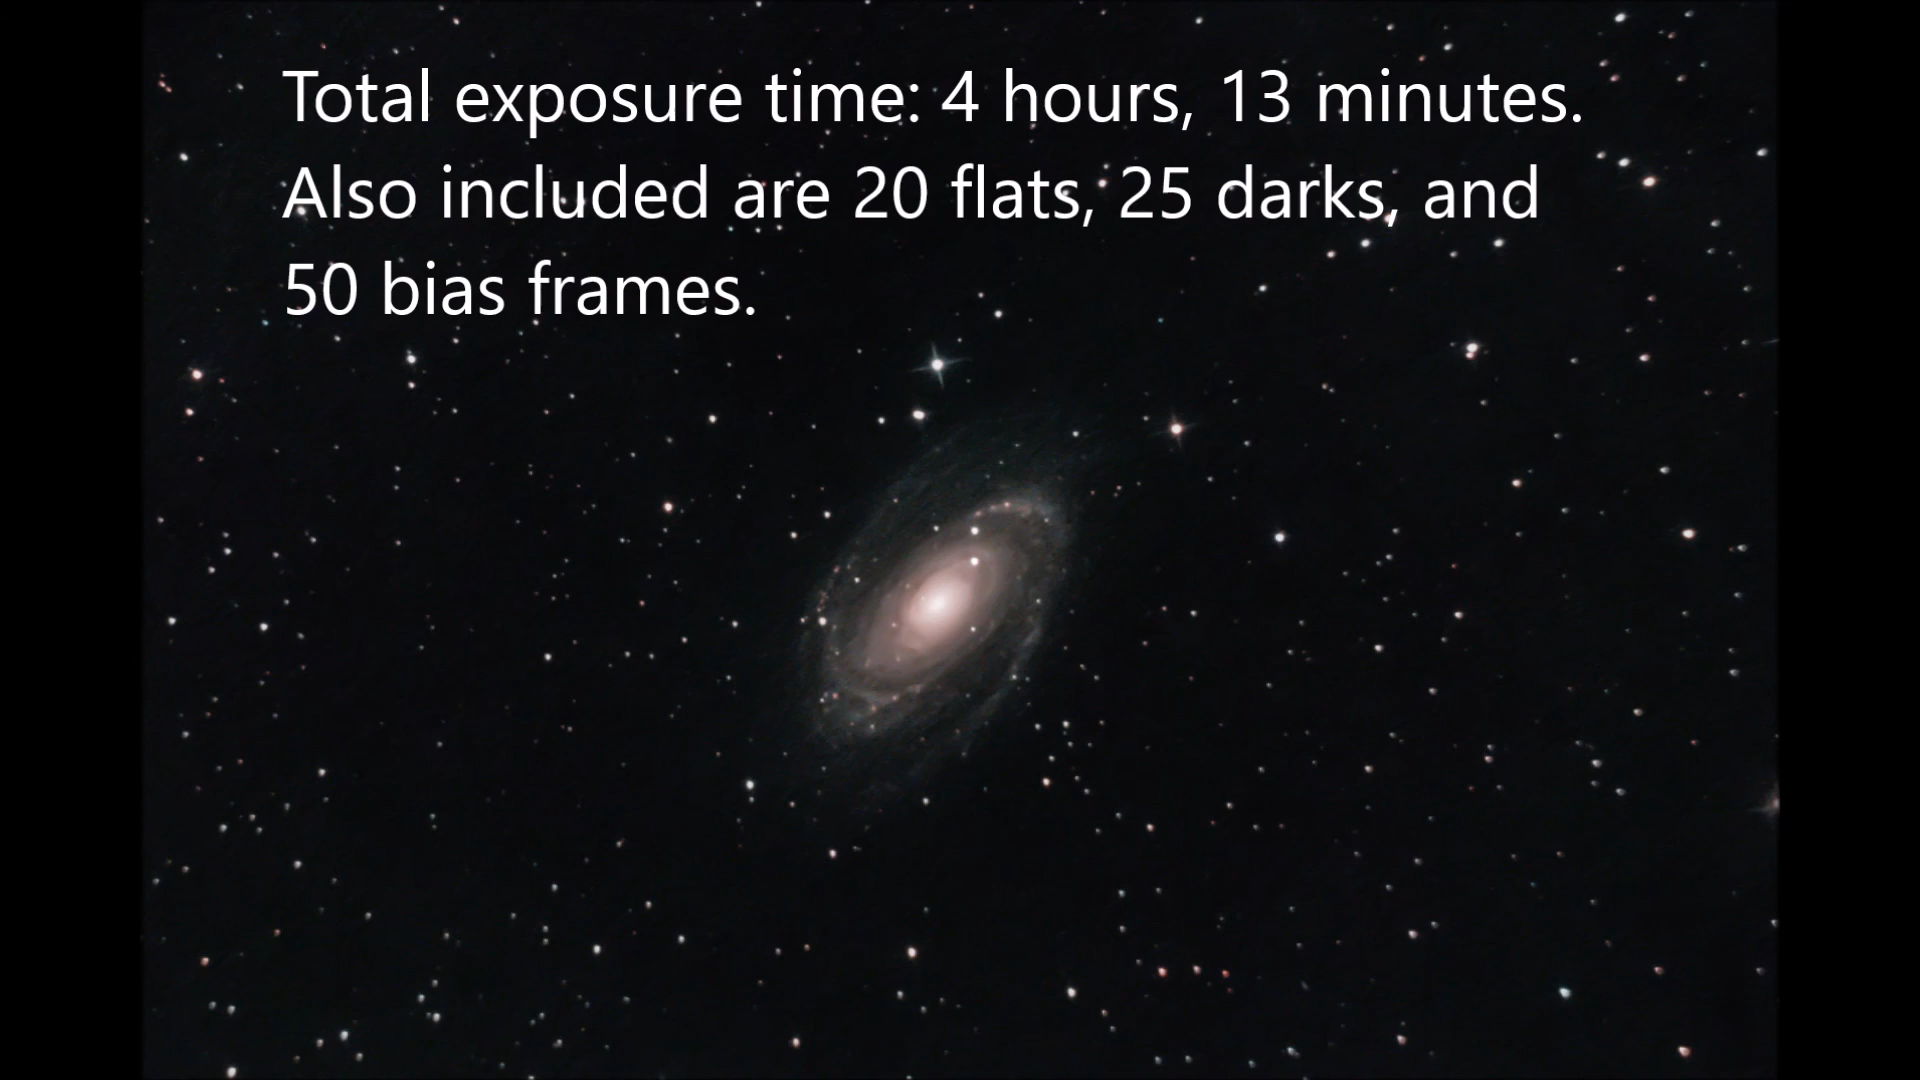 Total exposure time: 4 hours, 13 minutes.
Also included are 20 flats, 25 darks, and
50 bias frames.